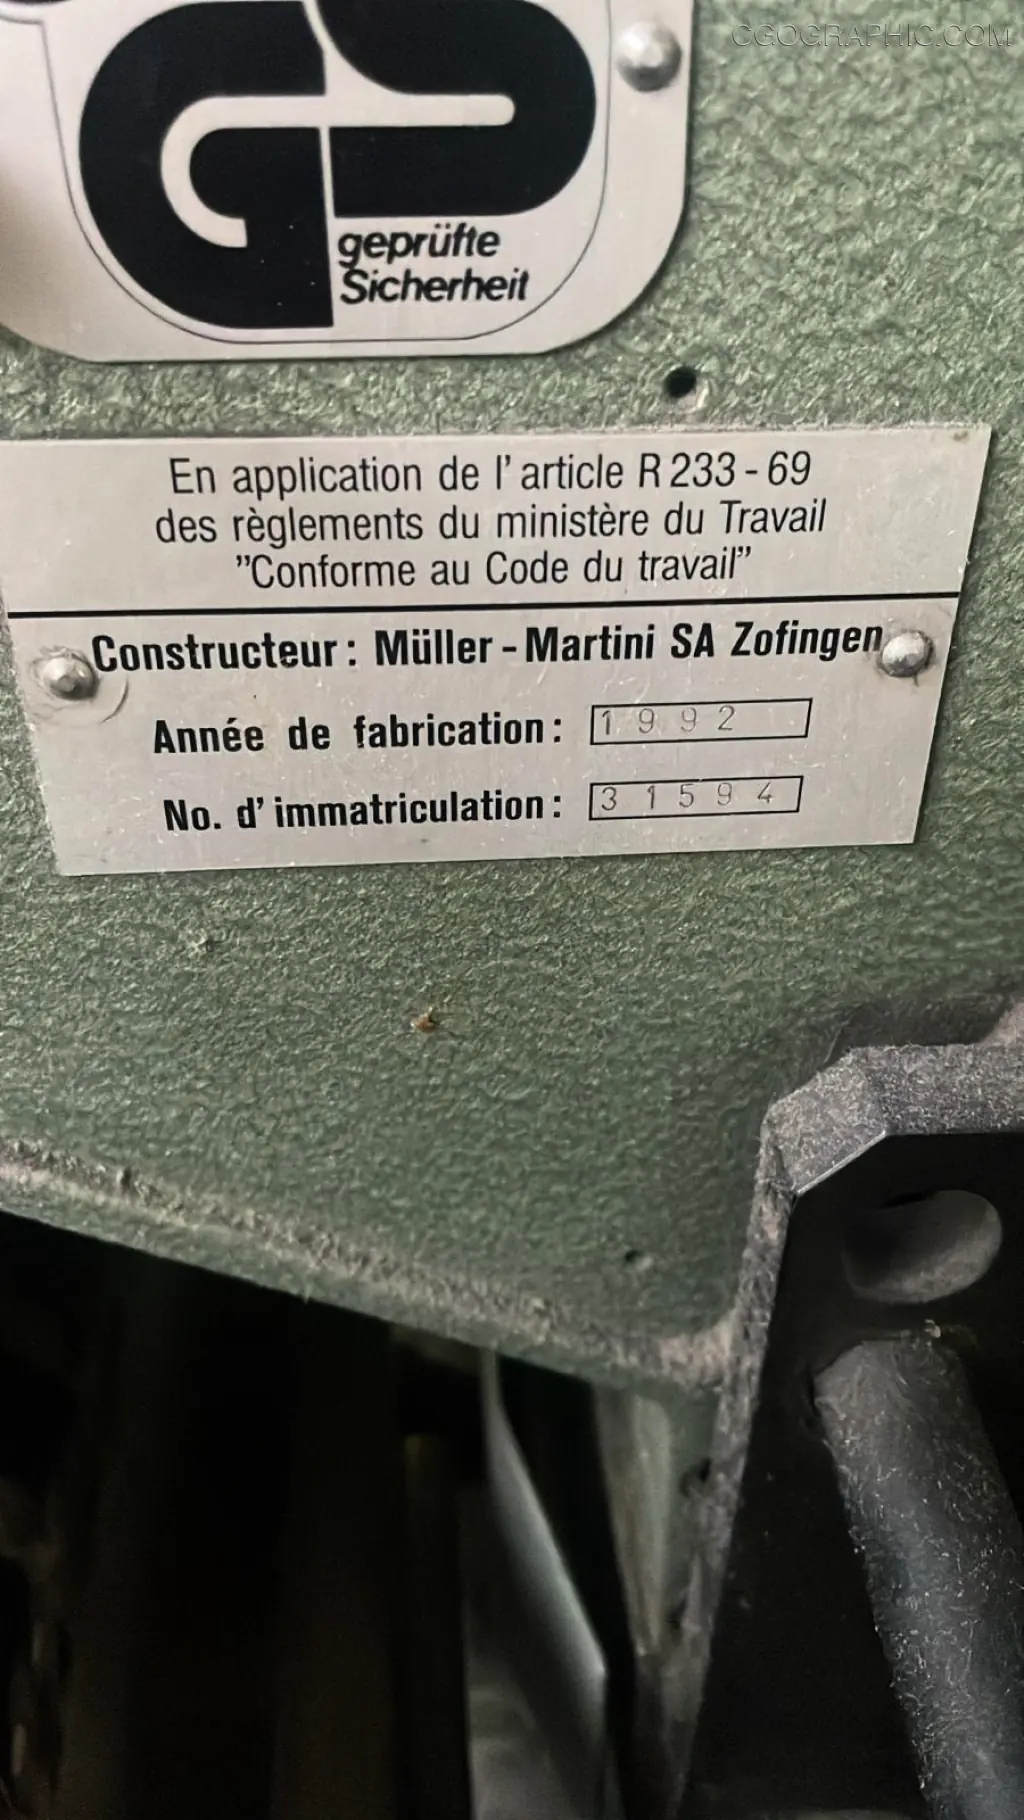 CGOGRAPHIC.COM
geprüfte
Sicherheit
En application de l'article R 233 - 69
des règlements du ministère du Travail
"Conforme au Code du travail"
Constructeur : Müller - Martini SA Zofingen
Année de fabrication : 1992
No. d'immatriculation : 31594